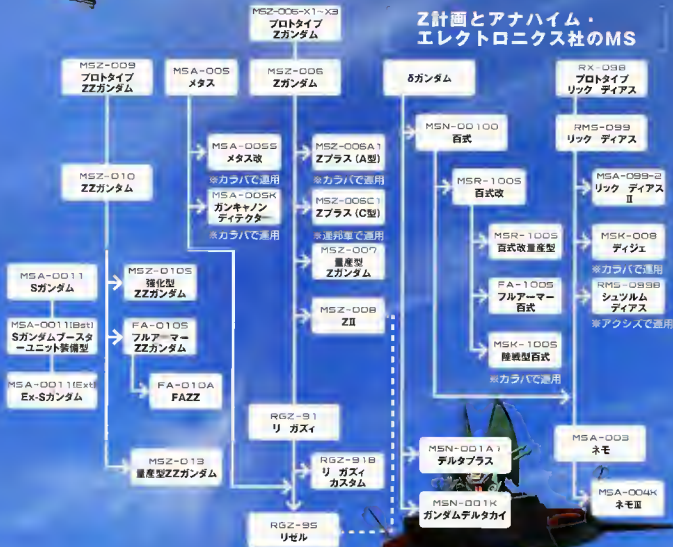 Z計画とアナハイム・
エレクトロニクス社のMS
MSZ-006-X1~X3
プロトタイプ
Zガンダム
MSZ-009
プロトタイプ
ZZガンダム
MSA-005
メタス
MSZ-006
Zガンダム
δガンダム
RX-098
プロトタイプ
リック ディアス
MSN-00100
百式
RMS-099
リック ディアス
MSA-005S
メタス改
※カラバで運用
MSZ-006A1
Zプラス(A型)
※カラバで運用
MSZ-010
ZZガンダム
MSA-005K
ガンキャノン
ディテクター
※カラバで運用
MSZ-006C1
Zプラス(C型)
※連邦軍で運用
MSR-100S
百式改
MSA-099-2
リック ディアス
Ⅱ
MSZ-007
量産型
Zガンダム
MSR-100S
百式改量産型
MSK-008
ディジェ
※カラバで運用
MSA-0011
Sガンダム
MSZ-010S
強化型
ZZガンダム
MSZ-008
ZⅡ
FA-100S
フルアーマー
百式
RMS-099B
シュツルム
ディアス
※アクシズで運用
MSA-0011(Bst)
Sガンダムブースタ
ーユニット装備型
FA-010S
フルアーマー
ZZガンダム
MSK-100S
陸戦型百式
※カラバで運用
MSA-0011(Ext)
Ex-Sガンダム
FA-010A
FAZZ
RGZ-91
リ ガズィ
MSZ-013
量産型ZZガンダム
RGZ-91B
リ ガズィ
カスタム
MSN-001A1
デルタプラス
MSA-003
ネモ
RGZ-95
リゼル
MSN-001K
ガンダムデルタカイ
MSA-004K
ネモⅢ